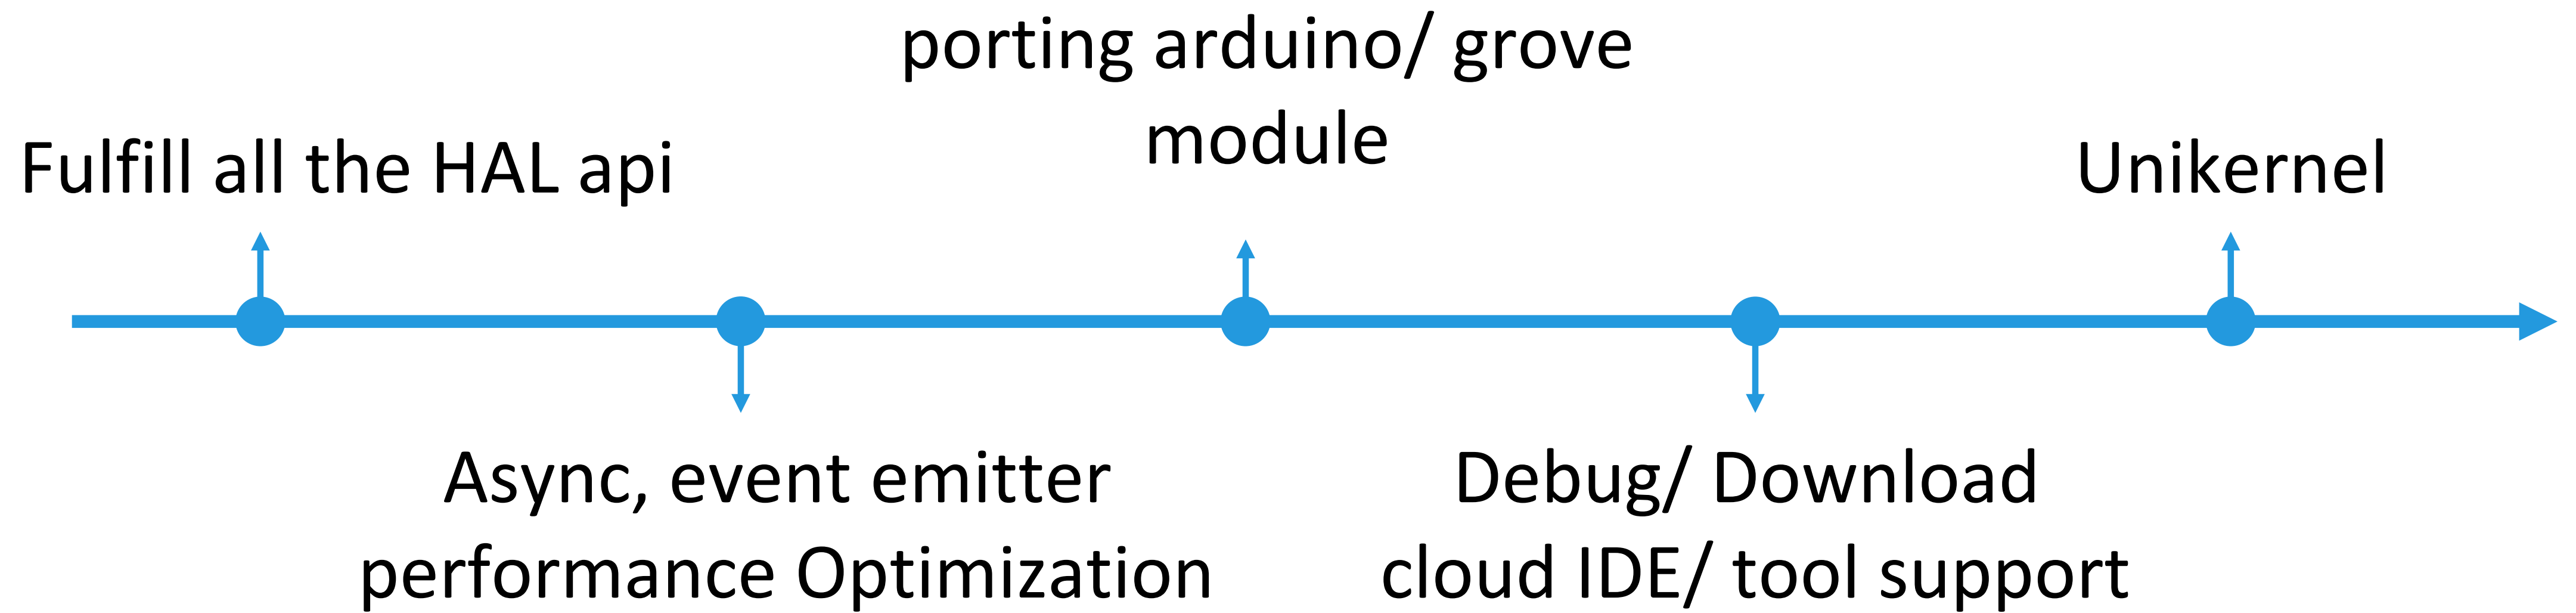 Fulfill all the HAL api
Async, event emitter
performance Optimization
porting arduino/ grove
module
Debug/ Download
cloud IDE/ tool support
Unikernel